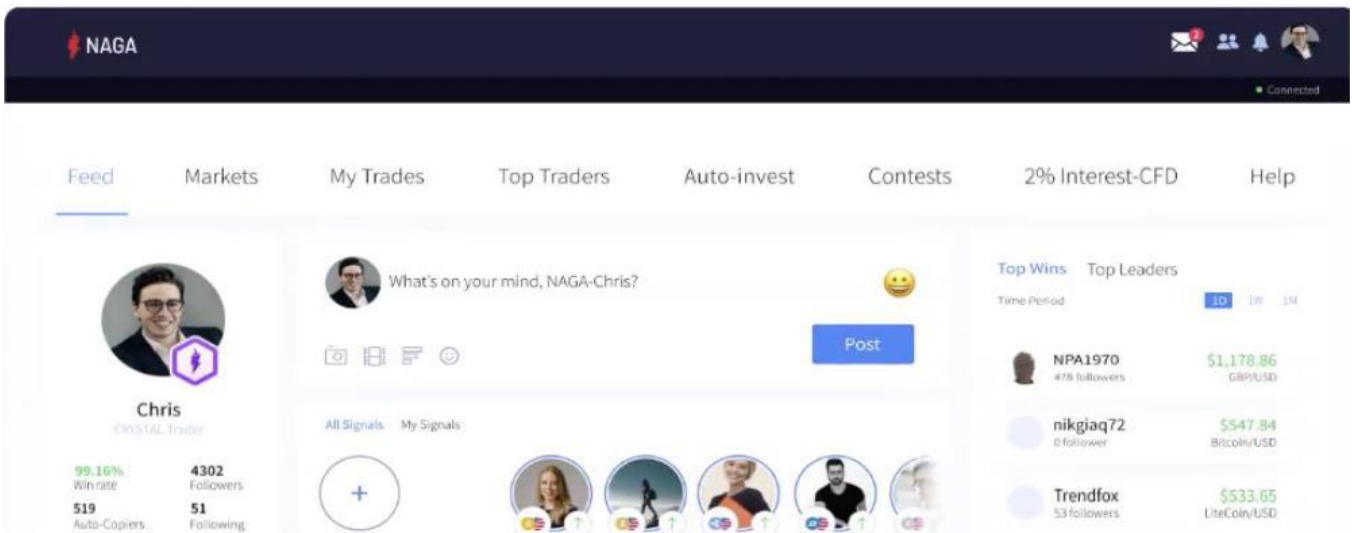 NAGA
2
Connected
Feed Markets My Trades Top Traders Auto-invest Contests 2% Interest-CFD Help
What's on your mind, NAGA-Chris?
Post
Chris
CRYSTAL Trader
99.16% 4302
Win rate Followers
519 51
Auto-Copiers Following
All Signals My Signals
+
Top Wins Top Leaders
Time Period 1D 1W 1M
NPA1970 $1,178.86
478 followers GBP/USD
nikgiaq72 $547.84
0 follower Bitcoin/USD
Trendfox $533.65
53 followers LiteCoin/USD